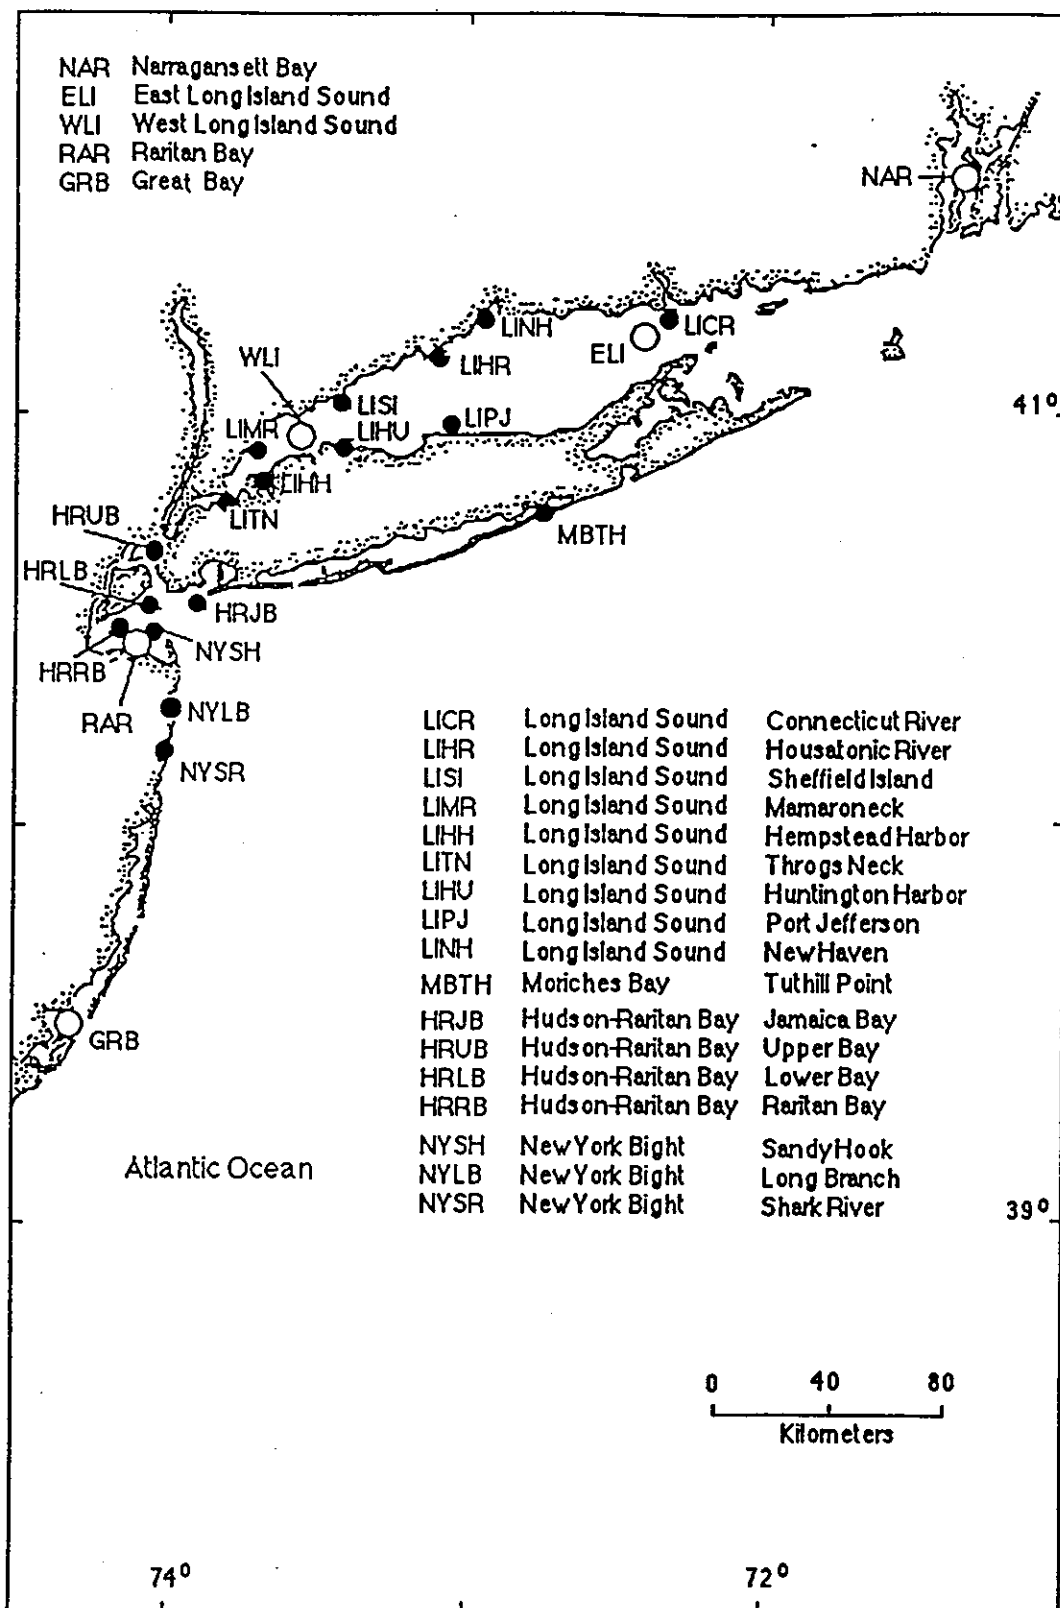 NAR Narragansett Bay
ELI East Long Island Sound
WLI West Long Island Sound
RAR Raritan Bay
GRB Great Bay
NAR
LINH
LICR
ELI
WLI
LIHR
LISI
LIPJ
41°
LIMR
LIHU
LIHH
LITN
HRUB
MBTH
HRLB
HRJB
NYSH
HRRB
RAR
NYLB
NYSR
LICR Long Island Sound Connecticut River
LIHR Long Island Sound Housatonic River
LISI Long Island Sound Sheffield Island
LIMR Long Island Sound Mamaroneck
LIHH Long Island Sound Hempstead Harbor
LITN Long Island Sound Throgs Neck
LIHU Long Island Sound Huntington Harbor
LIPJ Long Island Sound Port Jefferson
LINH Long Island Sound New Haven
MBTH Moriches Bay Tuthill Point
HRJB Hudson-Raritan Bay Jamaica Bay
HRUB Hudson-Raritan Bay Upper Bay
HRLB Hudson-Raritan Bay Lower Bay
HRRB Hudson-Raritan Bay Raritan Bay
NYSH New York Bight Sandy Hook
NYLB New York Bight Long Branch
NYSR New York Bight Shark River
GRB
Atlantic Ocean
39°
0 40 80
Kilometers
74° 72°